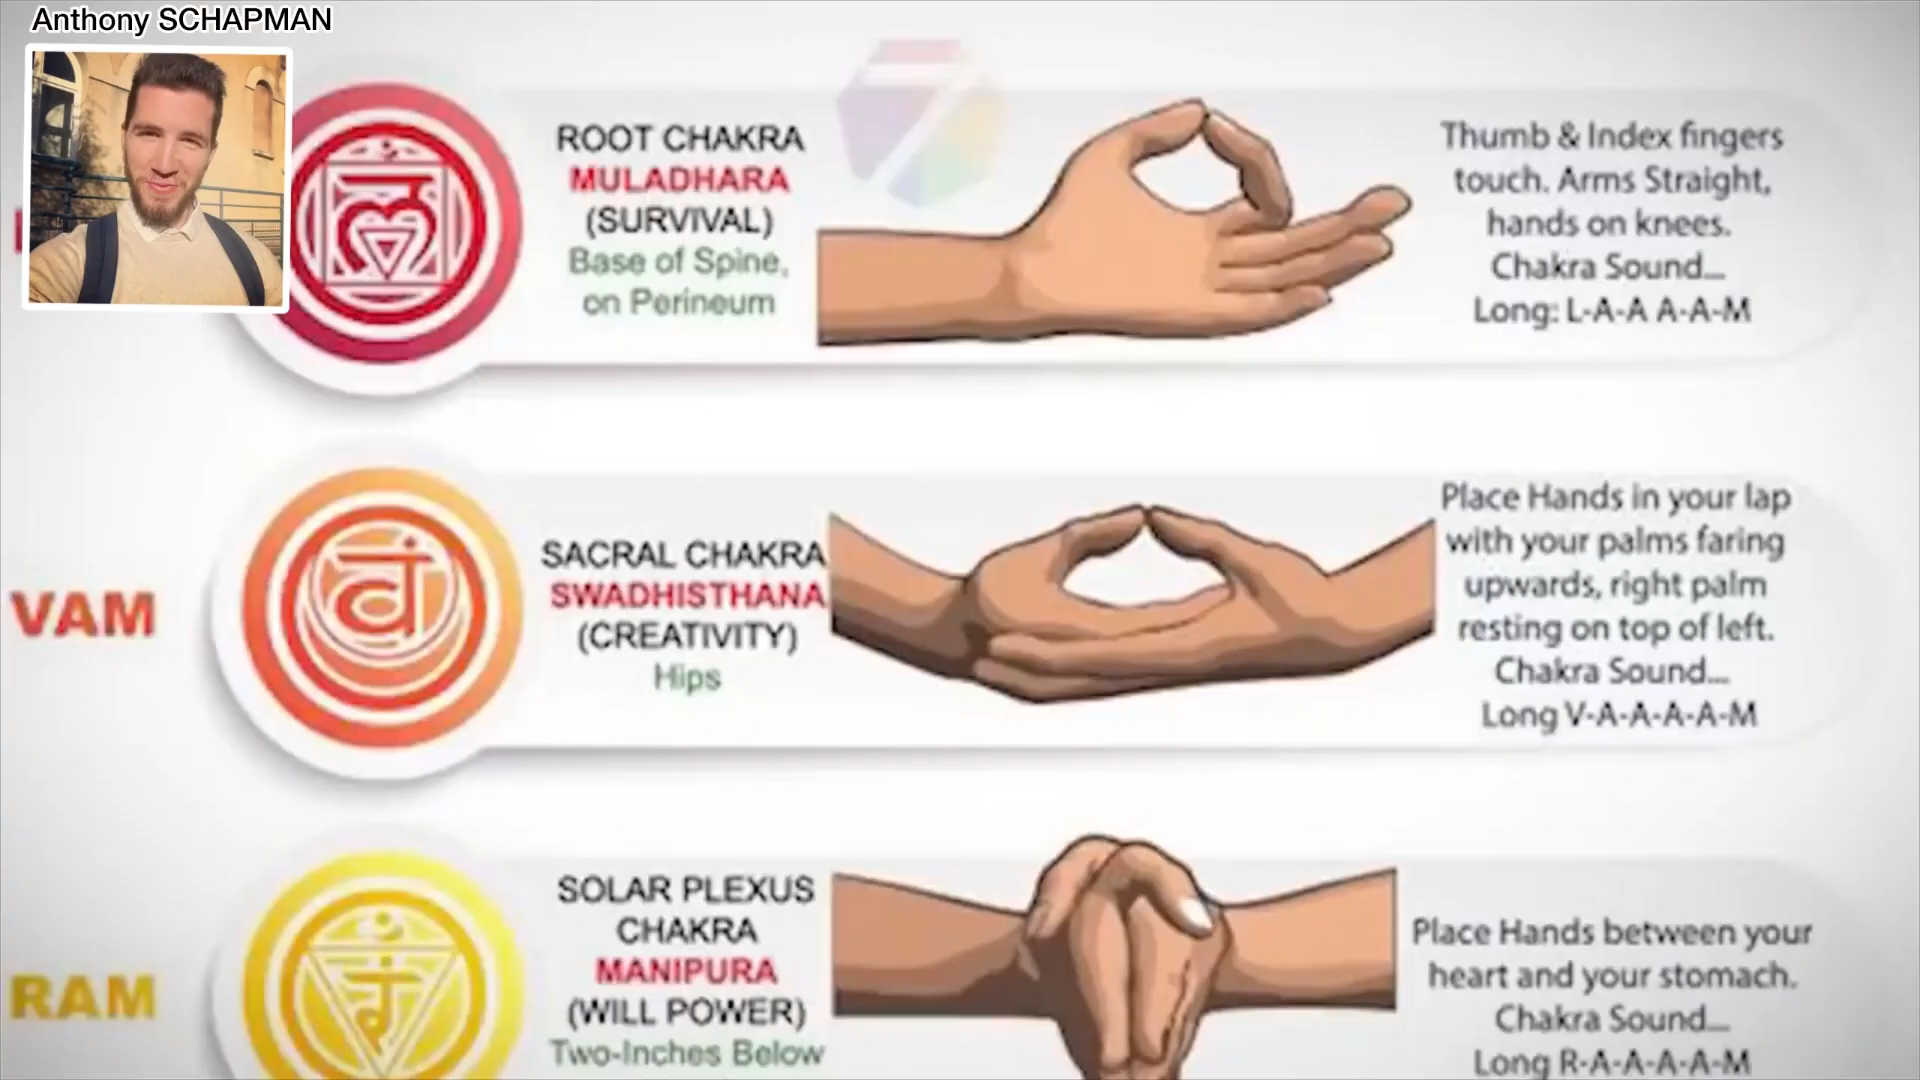 Anthony SCHAPMAN
ROOT CHAKRA
MULADHARA
(SURVIVAL)
Base of Spine,
on Perineum
Thumb & Index fingers
touch. Arms Straight,
hands on knees.
Chakra Sound...
Long: L-A-A A-A-M
VAM
वं
SACRAL CHAKRA
SWADHISTHANA
(CREATIVITY)
Hips
Place Hands in your lap
with your palms faring
upwards, right palm
resting on top of left.
Chakra Sound...
Long V-A-A-A-A-M
RAM
रं
SOLAR PLEXUS
CHAKRA
MANIPURA
(WILL POWER)
Two-Inches Below
Place Hands between your
heart and your stomach.
Chakra Sound...
Long R-A-A-A-A-M